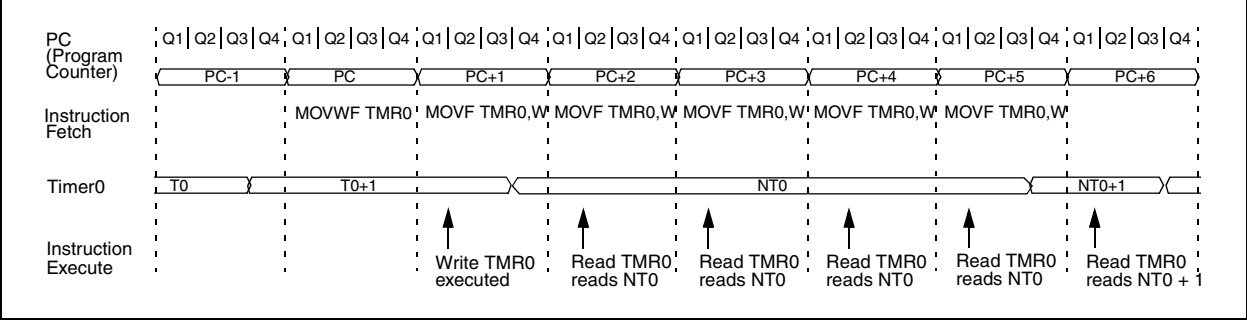 PC
(Program
Counter)
Q1 Q2 Q3 Q4 Q1 Q2 Q3 Q4 Q1 Q2 Q3 Q4 Q1 Q2 Q3 Q4 Q1 Q2 Q3 Q4 Q1 Q2 Q3 Q4 Q1 Q2 Q3 Q4 Q1 Q2 Q3 Q4
PC-1 PC PC+1 PC+2 PC+3 PC+4 PC+5 PC+6
Instruction
Fetch
MOVWF TMR0 MOVF TMR0,W MOVF TMR0,W MOVF TMR0,W MOVF TMR0,W MOVF TMR0,W
Timer0
T0 T0+1 NT0 NT0+1
Instruction
Execute
Write TMR0
executed
Read TMR0
reads NT0
Read TMR0
reads NT0
Read TMR0
reads NT0
Read TMR0
reads NT0
Read TMR0
reads NT0 + 1